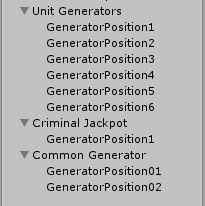 Unit Generators
GeneratorPosition1
GeneratorPosition2
GeneratorPosition3
GeneratorPosition4
GeneratorPosition5
GeneratorPosition6
Criminal Jackpot
GeneratorPosition1
Common Generator
GeneratorPosition01
GeneratorPosition02